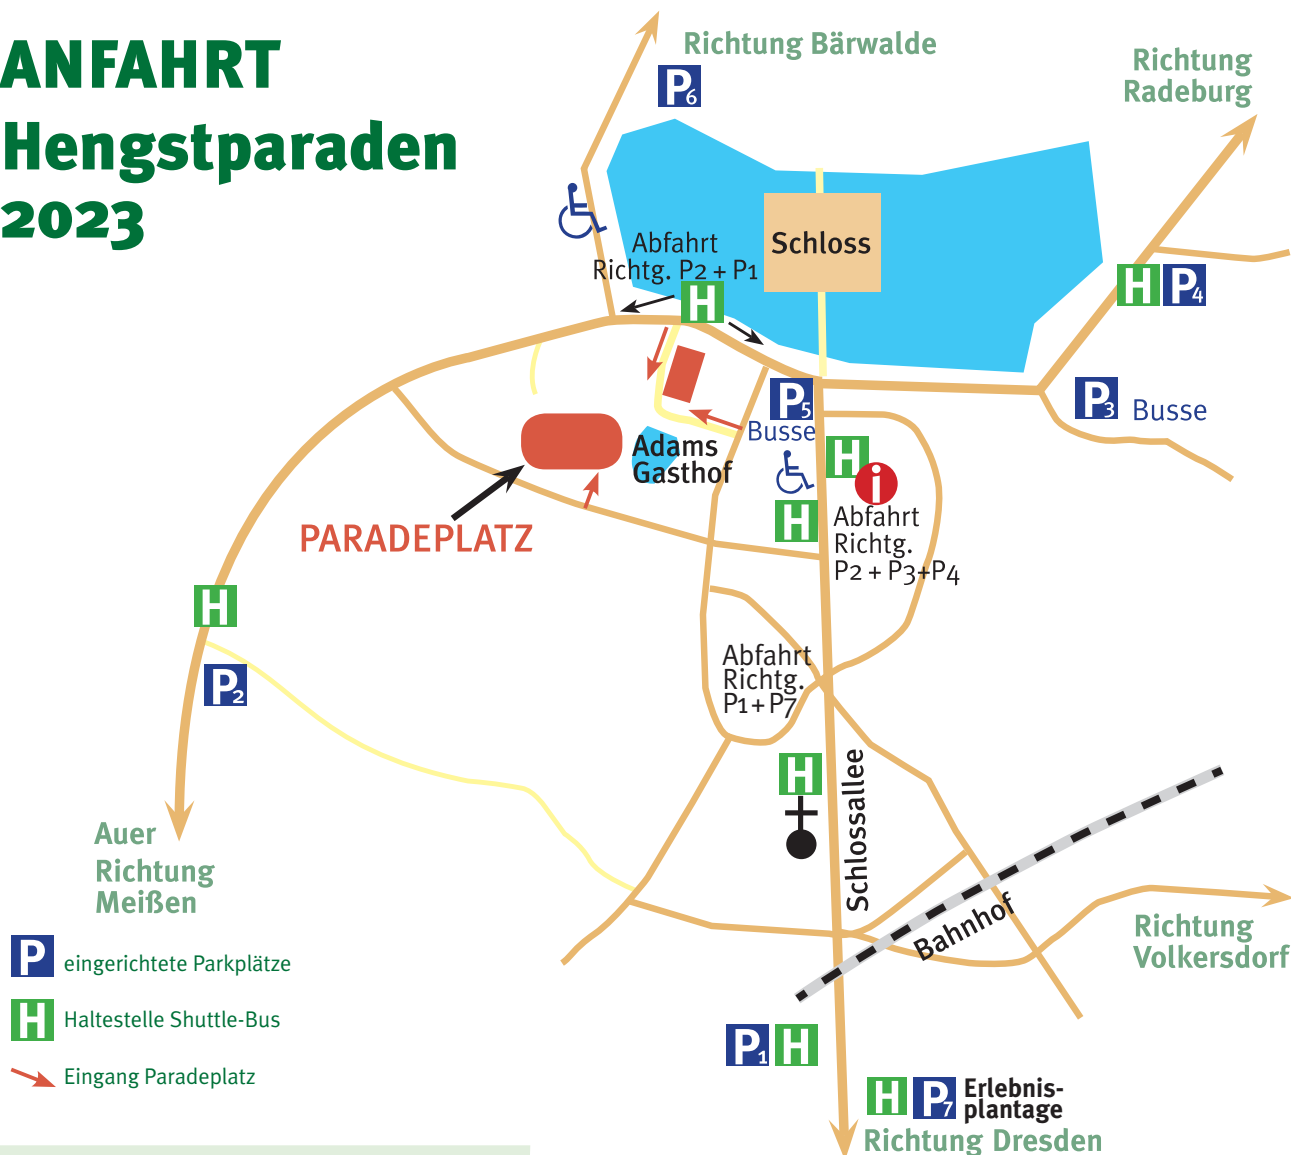 ANFAHRT
Hengstparaden
2023
Richtung Bärwalde
P6
Richtung
Radeburg
Abfahrt
Richtg. P2 + P1
H
Schloss
H P4
P5
Busse
P3 Busse
Adams
Gasthof
H
i
H
Abfahrt
Richtg.
P2 + P3+P4
PARADEPLATZ
H
P2
Abfahrt
Richtg.
P1+P7
H
Schlossallee
Bahnhof
Auer
Richtung
Meißen
Richtung
Volkersdorf
P eingerichtete Parkplätze
H Haltestelle Shuttle-Bus
Eingang Paradeplatz
P1 H
H P7 Erlebnis-
plantage
Richtung Dresden